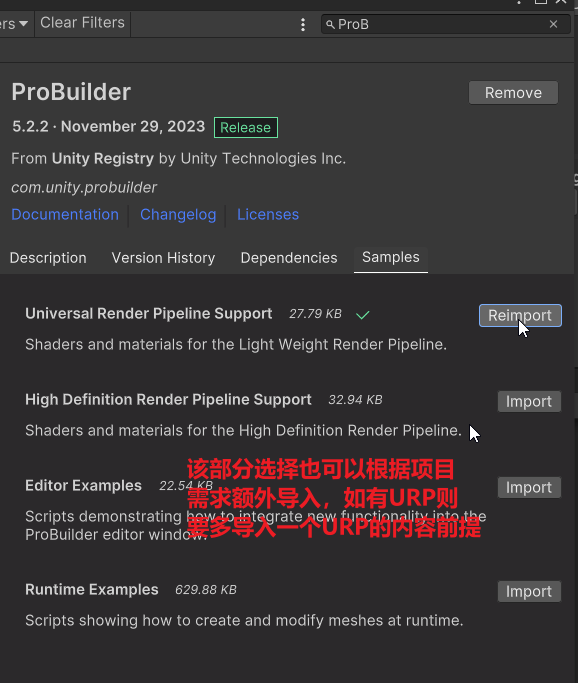 ers
Clear Filters
ProB
ProBuilder
Remove
5.2.2 · November 29, 2023 Release
From Unity Registry by Unity Technologies Inc.
com.unity.probuilder
Documentation
Changelog
Licenses
Description
Version History
Dependencies
Samples
Universal Render Pipeline Support 27.79 KB
Reimport
Shaders and materials for the Light Weight Render Pipeline.
High Definition Render Pipeline Support 32.94 KB
Import
Shaders and materials for the High Definition Render Pipeline.
该部分选择也可以根据项目
需求额外导入，如有URP则
要多导入一个URP的内容前提
Editor Examples 22.54 KB
Import
Scripts demonstrating how to integrate new functionality into the
ProBuilder editor window.
Runtime Examples 629.88 KB
Import
Scripts showing how to create and modify meshes at runtime.